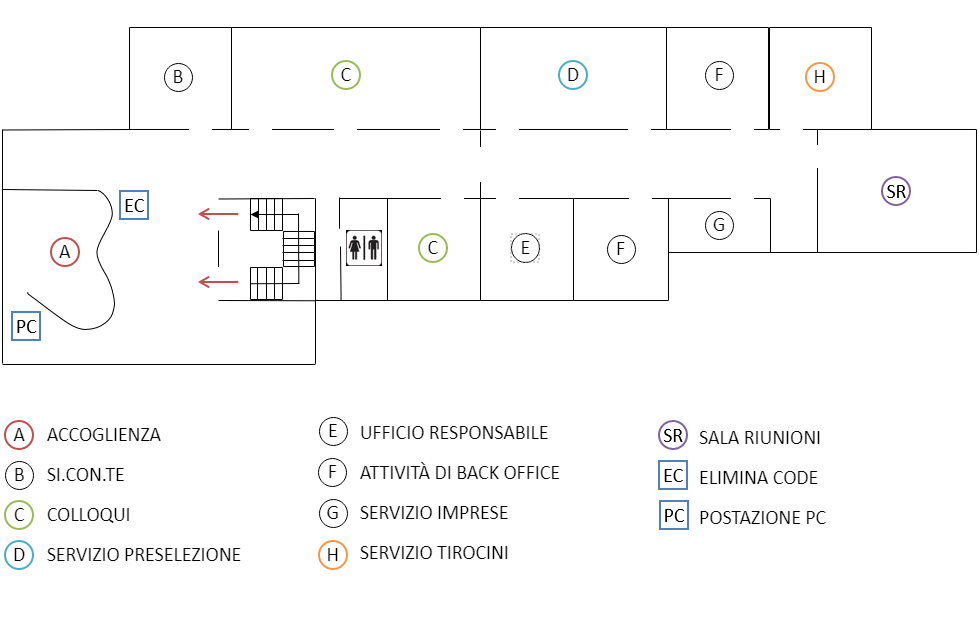 B C D F H
EC
SR
A C E F G
PC
A ACCOGLIENZA
B SI.CON.TE
C COLLOQUI
D SERVIZIO PRESELEZIONE
E UFFICIO RESPONSABILE
F ATTIVITÀ DI BACK OFFICE
G SERVIZIO IMPRESE
H SERVIZIO TIROCINI
SR SALA RIUNIONI
EC ELIMINA CODE
PC POSTAZIONE PC